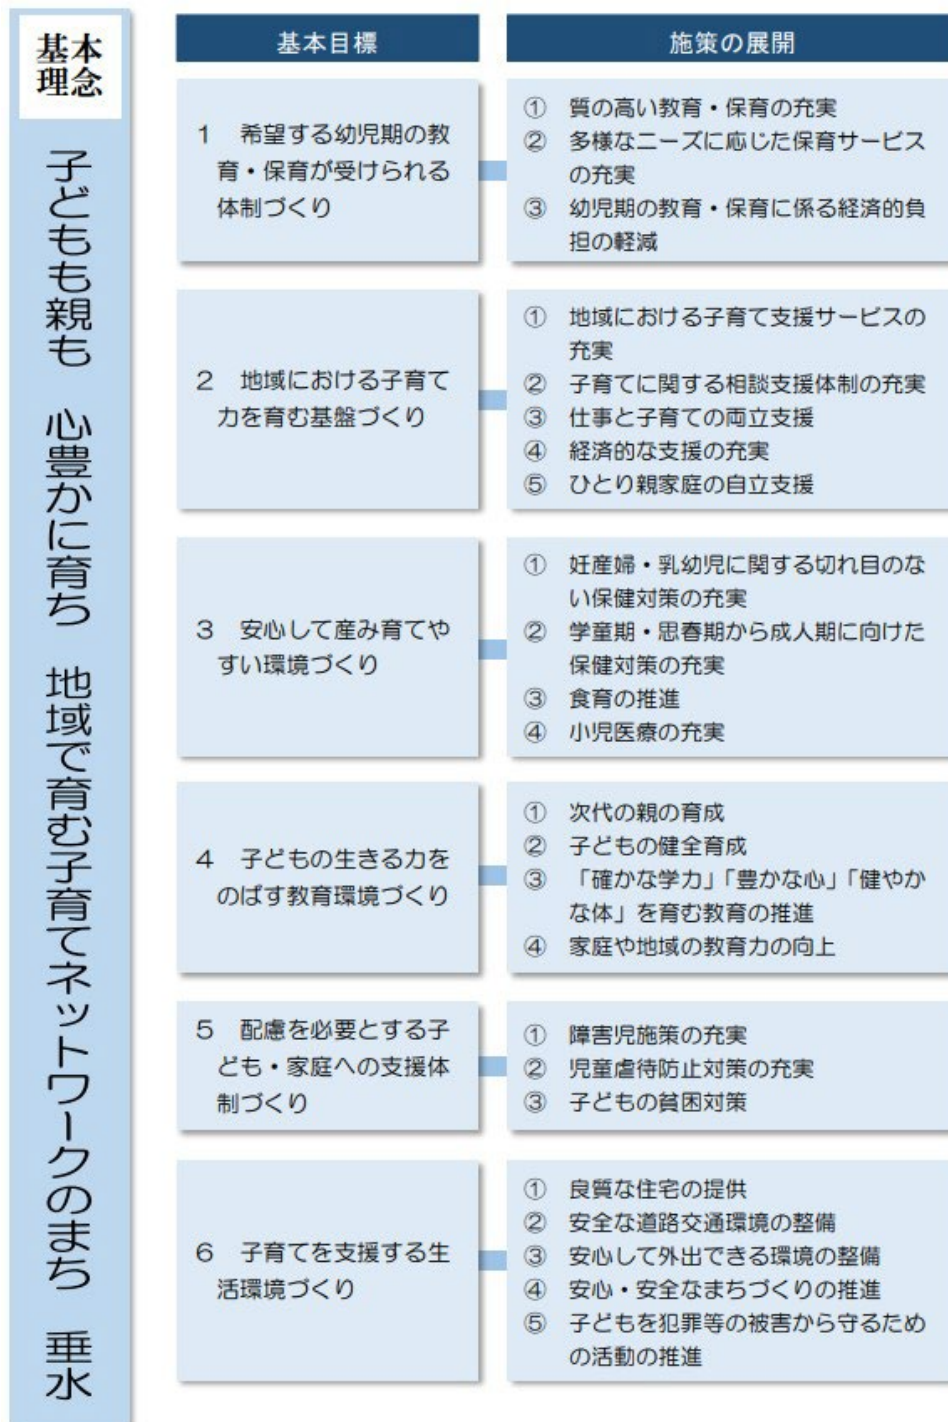 基本
理念
子どもも親も　心豊かに育ち　地域で育む子育てネットワークのまち　垂水
基本目標
施策の展開
1　希望する幼児期の教
育・保育が受けられる
体制づくり
①　質の高い教育・保育の充実
②　多様なニーズに応じた保育サービス
の充実
③　幼児期の教育・保育に係る経済的負
担の軽減
2　地域における子育て
力を育む基盤づくり
①　地域における子育て支援サービスの
充実
②　子育てに関する相談支援体制の充実
③　仕事と子育ての両立支援
④　経済的な支援の充実
⑤　ひとり親家庭の自立支援
3　安心して産み育てや
すい環境づくり
①　妊産婦・乳幼児に関する切れ目のな
い保健対策の充実
②　学童期・思春期から成人期に向けた
保健対策の充実
③　食育の推進
④　小児医療の充実
4　子どもの生きる力を
のばす教育環境づくり
①　次代の親の育成
②　子どもの健全育成
③　「確かな学力」「豊かな心」「健やか
な体」を育む教育の推進
④　家庭や地域の教育力の向上
5　配慮を必要とする子
ども・家庭への支援体
制づくり
①　障害児施策の充実
②　児童虐待防止対策の充実
③　子どもの貧困対策
6　子育てを支援する生
活環境づくり
①　良質な住宅の提供
②　安全な道路交通環境の整備
③　安心して外出できる環境の整備
④　安心・安全なまちづくりの推進
⑤　子どもを犯罪等の被害から守るため
の活動の推進